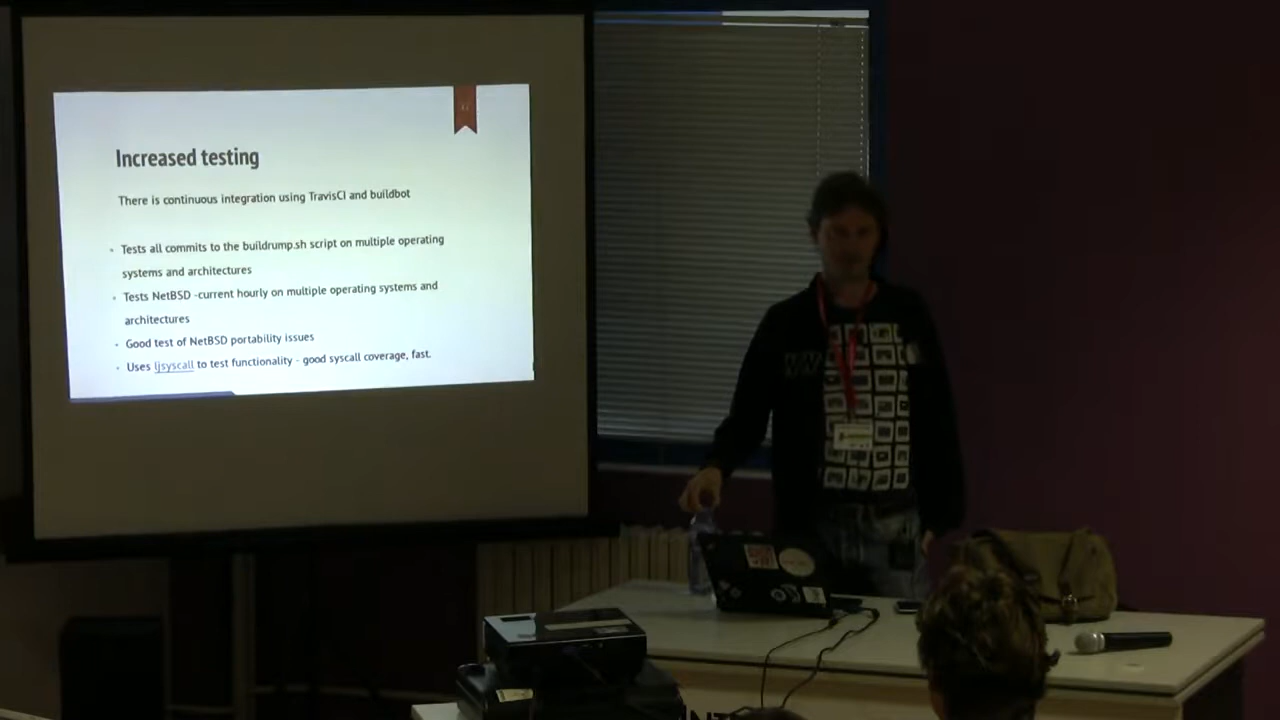 Increased testing
There is continuous integration using TravisCI and buildbot
Tests all commits to the buildrump.sh script on multiple operating
systems and architectures
Tests NetBSD -current hourly on multiple operating systems and
architectures
Good test of NetBSD portability issues
Uses ljsyscall to test functionality - good syscall coverage, fast.